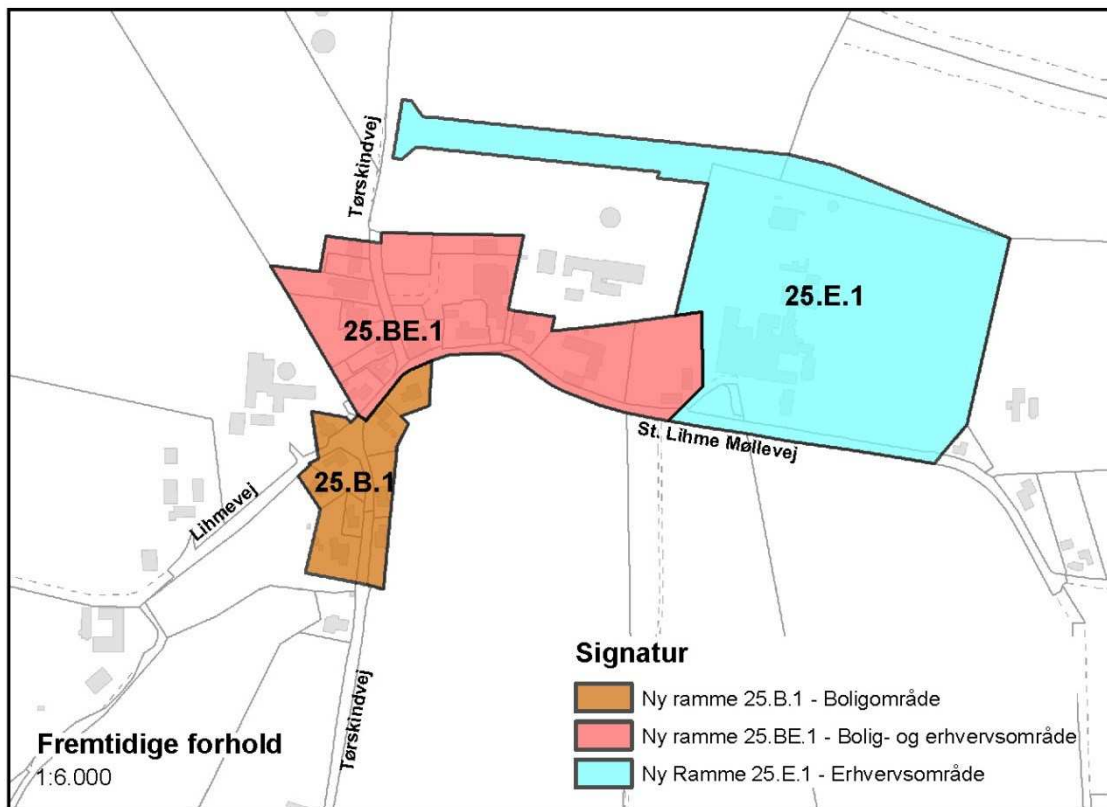 Tørskindvej
25.E.1
25.BE.1
St. Lihme Møllevej
25.B.1
Lihmevej
Tørskindvej
Signatur
Ny ramme 25.B.1 - Boligområde
Ny ramme 25.BE.1 - Bolig- og erhvervsområde
Ny Ramme 25.E.1 - Erhvervsområde
Fremtidige forhold
1:6.000